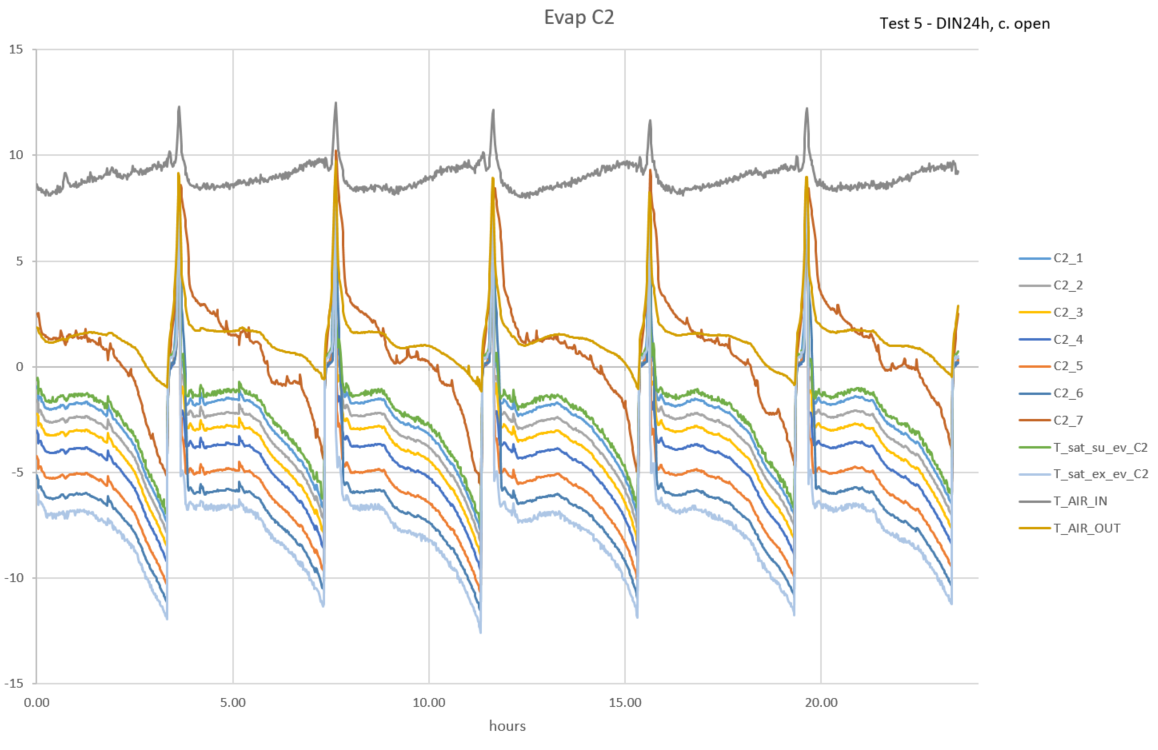 Evap C2
Test 5 - DIN24h, c. open
15
10
5
0
-5
-10
-15
0.00 5.00 10.00 15.00 20.00
hours
C2_1
C2_2
C2_3
C2_4
C2_5
C2_6
C2_7
T_sat_su_ev_C2
T_sat_ex_ev_C2
T_AIR_IN
T_AIR_OUT